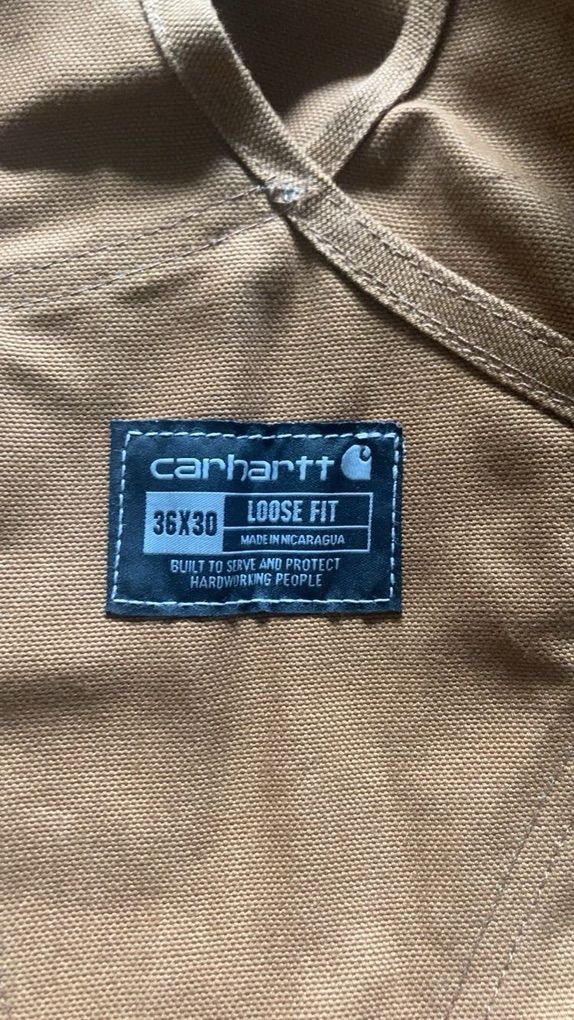 carhartt
36X30
LOOSE FIT
MADE IN NICARAGUA
BUILT TO SERVE AND PROTECT
HARDWORKING PEOPLE